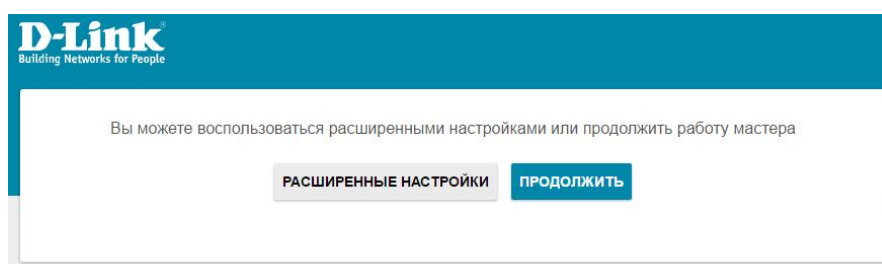 D-Link
Building Networks for People
Вы можете воспользоваться расширенными настройками или продолжить работу мастера
РАСШИРЕННЫЕ НАСТРОЙКИ ПРОДОЛЖИТЬ